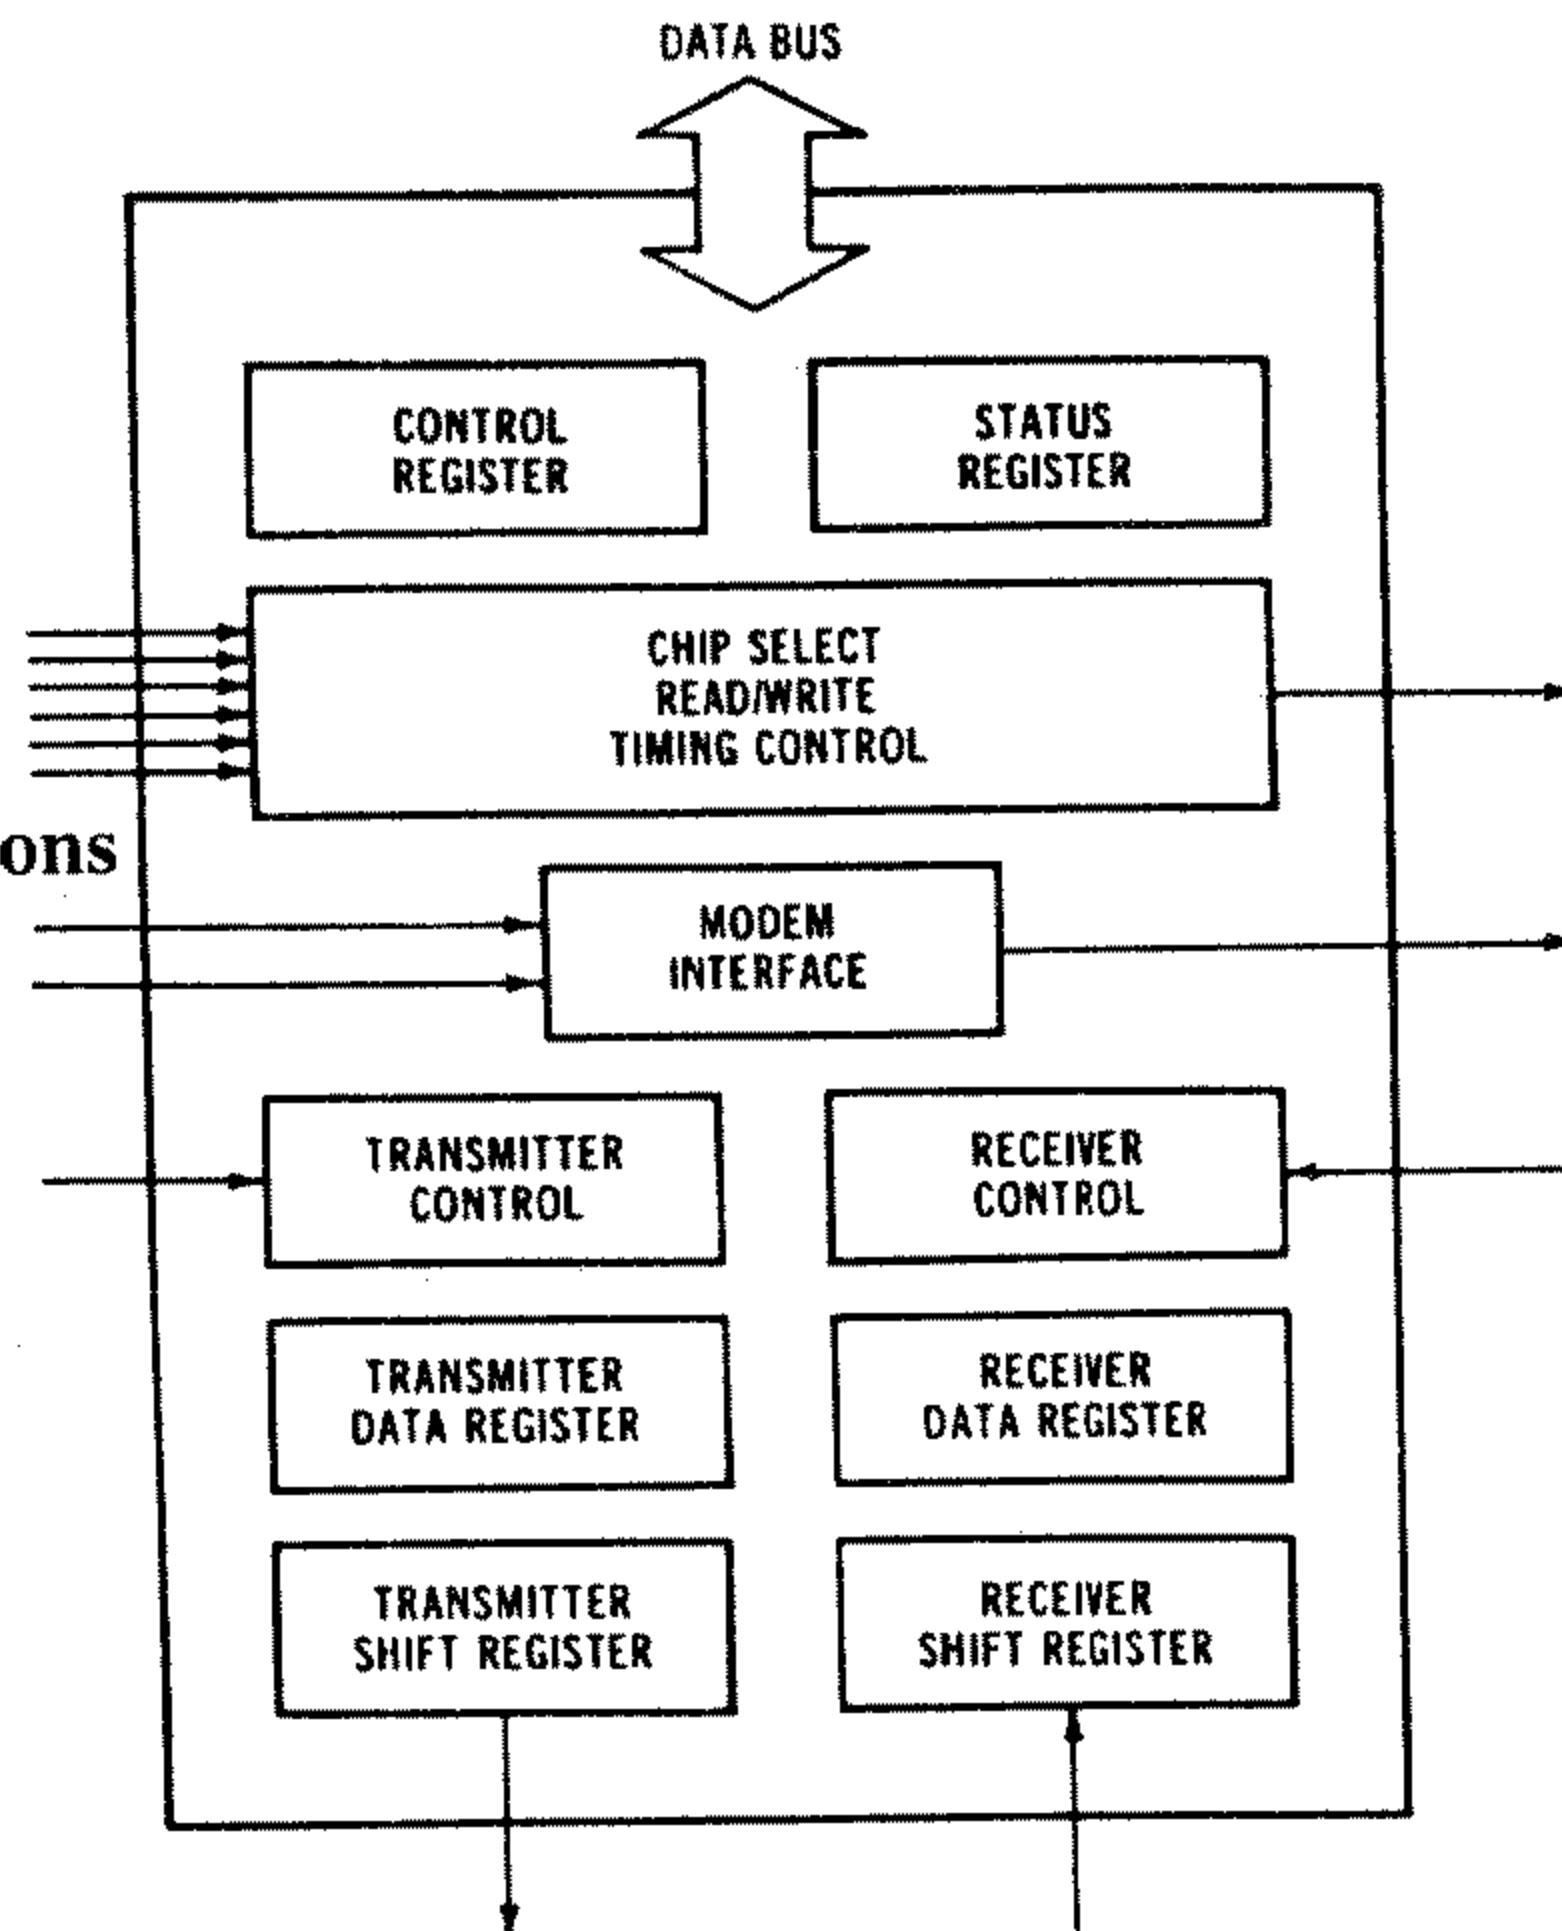 DATA BUS
CONTROL
REGISTER
STATUS
REGISTER
CHIP SELECT
READ/WRITE
TIMING CONTROL
ons
MODEM
INTERFACE
TRANSMITTER
CONTROL
RECEIVER
CONTROL
TRANSMITTER
DATA REGISTER
RECEIVER
DATA REGISTER
TRANSMITTER
SHIFT REGISTER
RECEIVER
SHIFT REGISTER